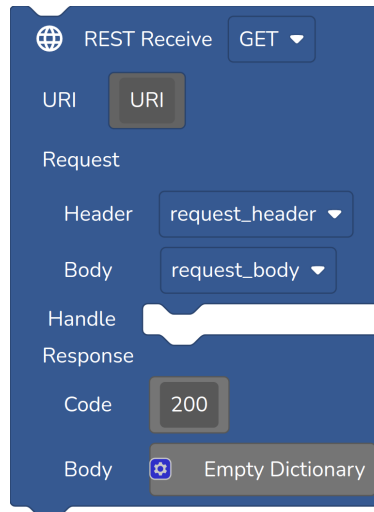 REST Receive GET
URI URI
Request
Header request_header
Body request_body
Handle
Response
Code 200
Body Empty Dictionary